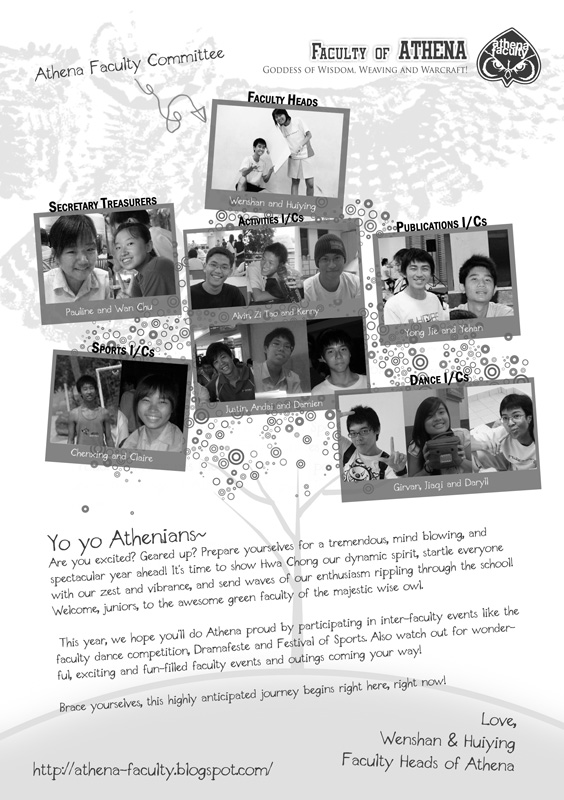 Athena Faculty Committee
FACULTY OF ATHENA
GODDESS OF WISDOM, WEAVING AND WARCRAFT!
athena
faculty
FACULTY HEADS
Wenshan and Huiying
SECRETARY TREASURERS
Pauline and Wan Chu
ACTIVITIES I/CS
Alvin, Zi Tao and Kenny
Justin, Andai and Damien
PUBLICATIONS I/CS
Yong Jie and Yehan
SPORTS I/CS
Chenxing and Claire
DANCE I/CS
Girvan, Jiaqi and Daryll
Yo yo Athenians~
Are you excited? Geared up? Prepare yourselves for a tremendous, mind blowing, and
spectacular year ahead! It's time to show Hwa Chong our dynamic spirit, startle everyone
with our zest and vibrance, and send waves of our enthusiasm rippling through the school!
Welcome, juniors, to the awesome green faculty of the majestic wise owl.
This year, we hope you'll do Athena proud by participating in inter-faculty events like the
faculty dance competition, Dramafeste and Festival of Sports. Also watch out for wonder-
ful, exciting and fun-filled faculty events and outings coming your way!
Brace yourselves, this highly anticipated journey begins right here, right now!
Love,
Wenshan & Huiying
Faculty Heads of Athena
http://athena-faculty.blogspot.com/